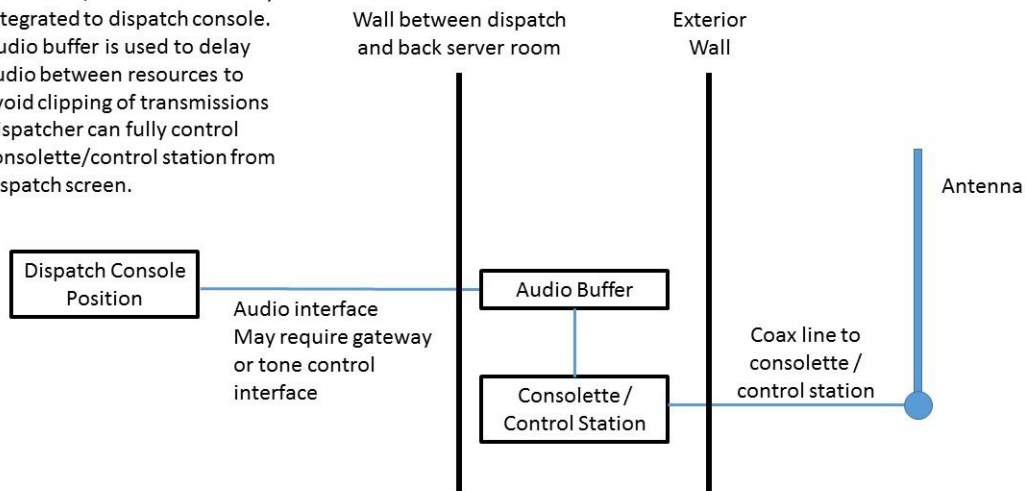 tegrated to dispatch console.
udio buffer is used to delay
udio between resources to
void clipping of transmissions
ispatcher can fully control
onsolette/control station from
spatch screen.
Wall between dispatch
and back server room
Exterior
Wall
Antenna
Dispatch Console
Position
Audio interface
May require gateway
or tone control
interface
Audio Buffer
Consolette /
Control Station
Coax line to
consolette /
control station